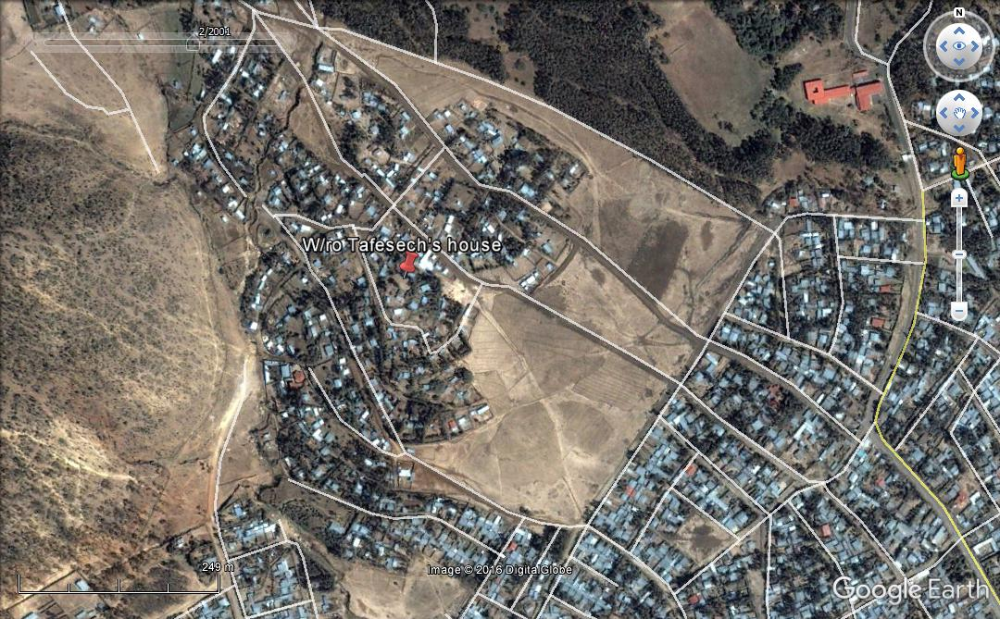 2/2001
N
W/ro Tafesech's house
249 m
Image © 2016 DigitalGlobe
Google Earth